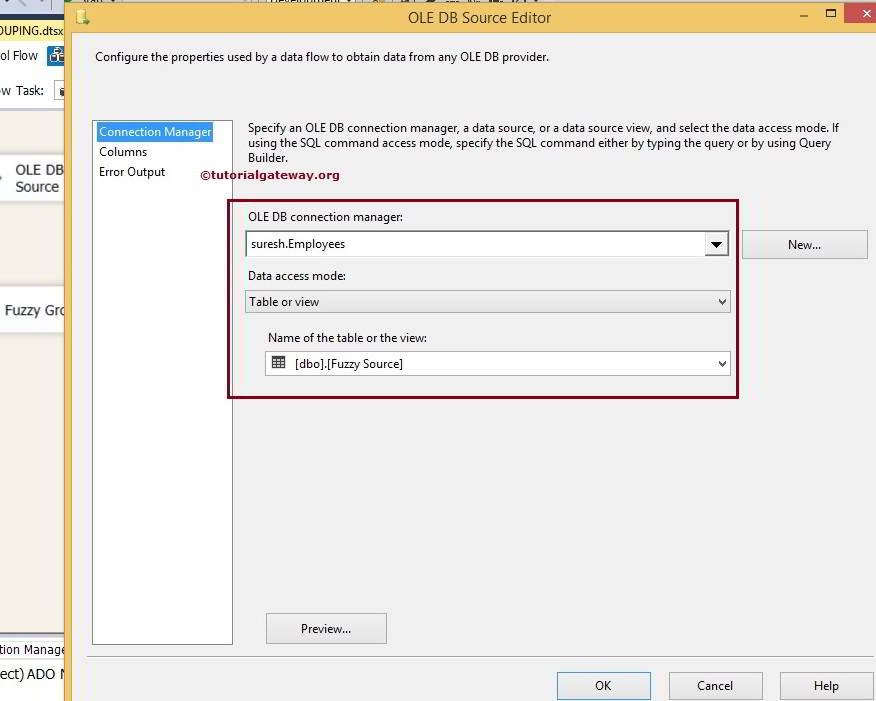 OLE DB Source Editor
OUPING.dtsx
ol Flow
w Task:
OLE DB
Source
Fuzzy Gro
tion Manage
ect) ADO N
Configure the properties used by a data flow to obtain data from any OLE DB provider.
Connection Manager
Columns
Error Output
Specify an OLE DB connection manager, a data source, or a data source view, and select the data access mode. If
using the SQL command access mode, specify the SQL command either by typing the query or by using Query
Builder.
©tutorialgateway.org
OLE DB connection manager:
suresh.Employees
New...
Data access mode:
Table or view
Name of the table or the view:
[dbo].[Fuzzy Source]
Preview...
OK
Cancel
Help